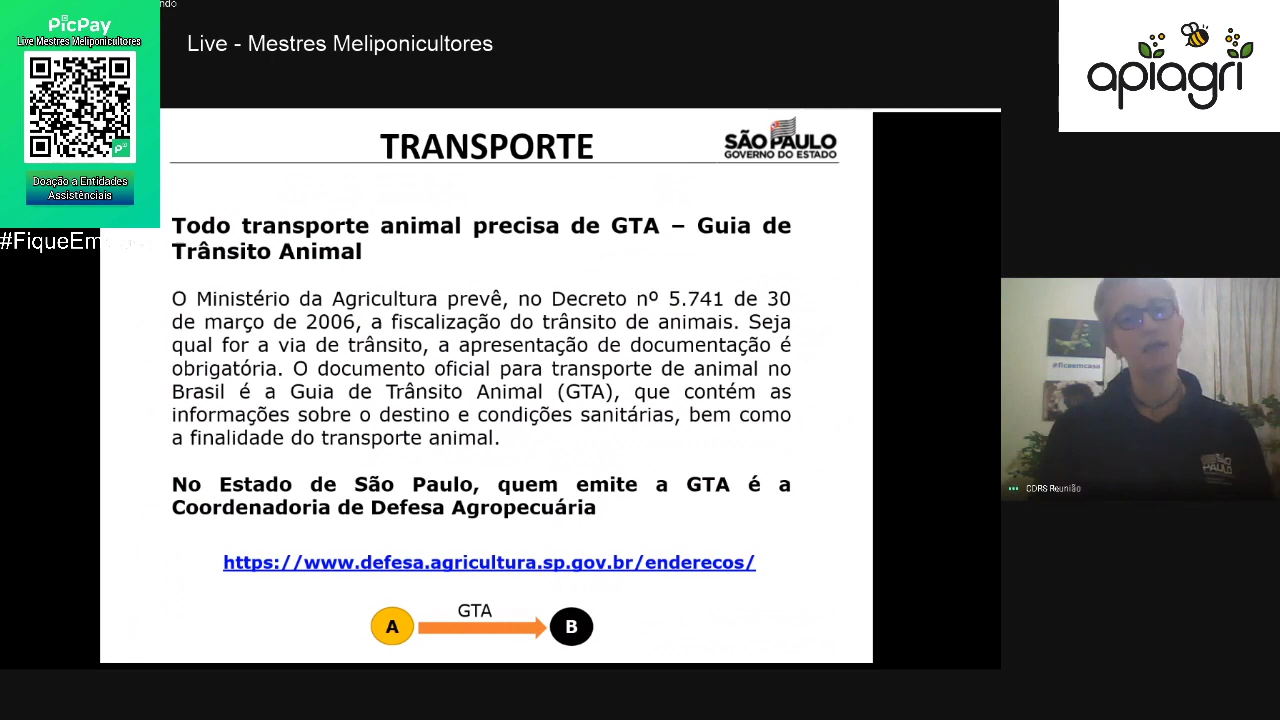 ndo
PicPay
Live Mestres Meliponicultores
Doação a Entidades
Assistênciais
#FiqueEm
Live - Mestres Meliponicultores
apiagri
TRANSPORTE
SÃO PAULO
GOVERNO DO ESTADO
Todo transporte animal precisa de GTA – Guia de
Trânsito Animal
O Ministério da Agricultura prevê, no Decreto nº 5.741 de 30
de março de 2006, a fiscalização do trânsito de animais. Seja
qual for a via de trânsito, a apresentação de documentação é
obrigatória. O documento oficial para transporte de animal no
Brasil é a Guia de Trânsito Animal (GTA), que contém as
informações sobre o destino e condições sanitárias, bem como
a finalidade do transporte animal.
No Estado de São Paulo, quem emite a GTA é a
Coordenadoria de Defesa Agropecuária
https://www.defesa.agricultura.sp.gov.br/enderecos/
GTA
A
B
#ficaemcasa
SÃO
PAULO
CDRS Reunião